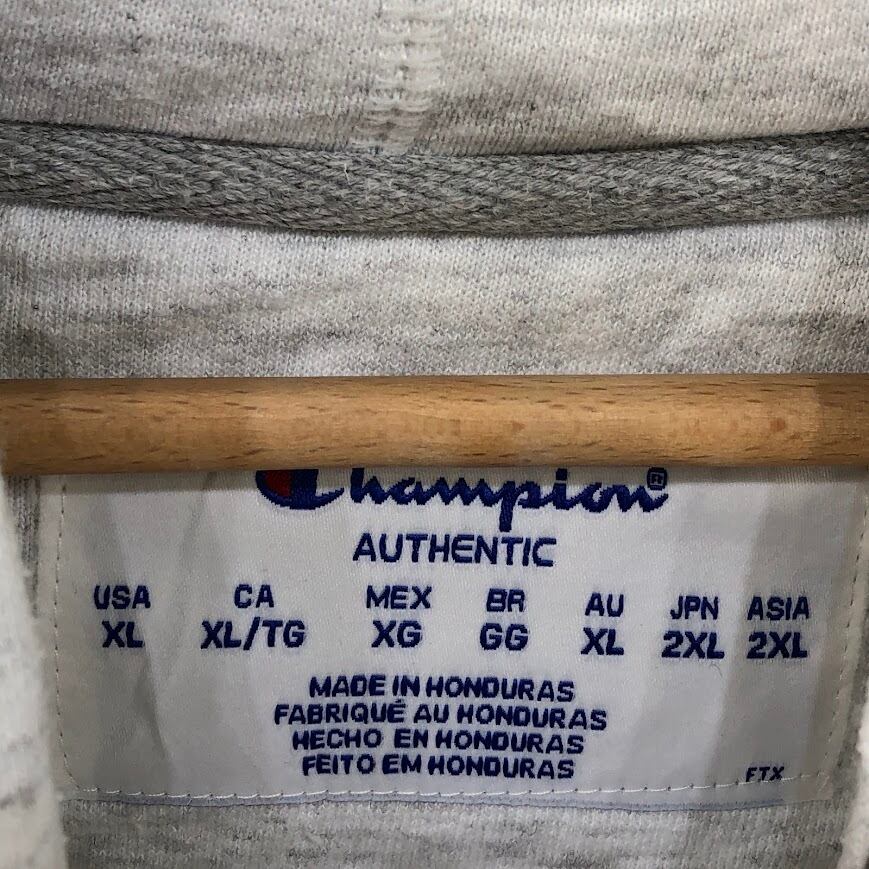 Champion®
AUTHENTIC
USA CA MEX BR AU JPN ASIA
XL XL/TG XG GG XL 2XL 2XL
MADE IN HONDURAS
FABRIQUÉ AU HONDURAS
HECHO EN HONDURAS
FEITO EM HONDURAS
FTX